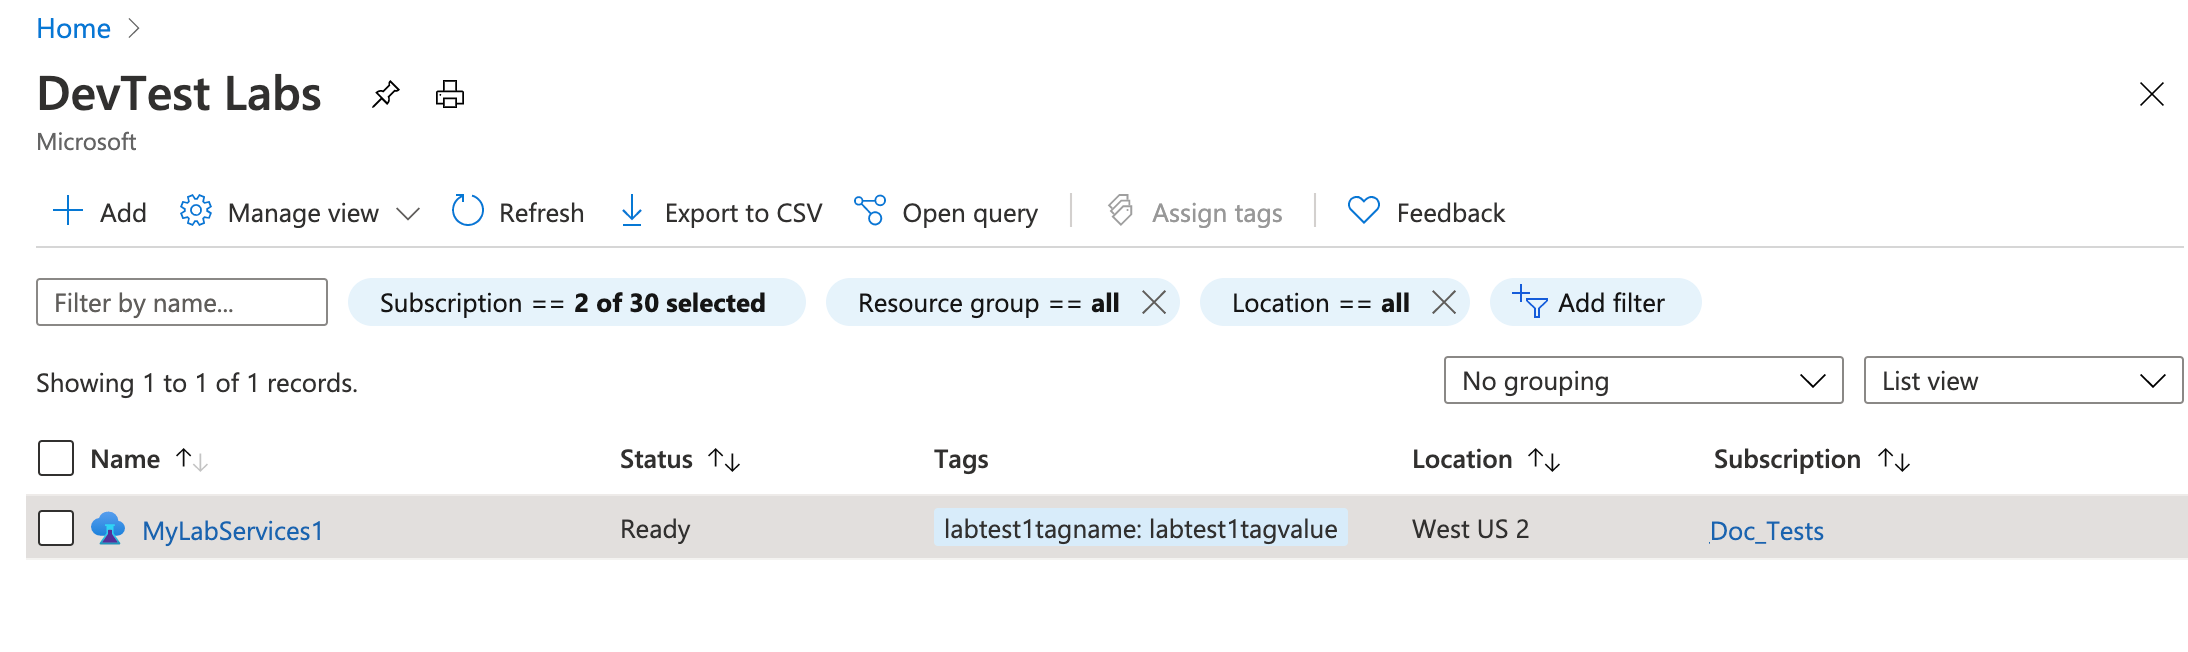 Home
DevTest Labs
Microsoft
Add Manage view Refresh Export to CSV Open query Assign tags Feedback
Filter by name... Subscription == 2 of 30 selected Resource group == all Location == all Add filter
Showing 1 to 1 of 1 records. No grouping List view
Name Status Tags Location Subscription
MyLabServices1 Ready labtest1tagname: labtest1tagvalue West US 2 Doc_Tests